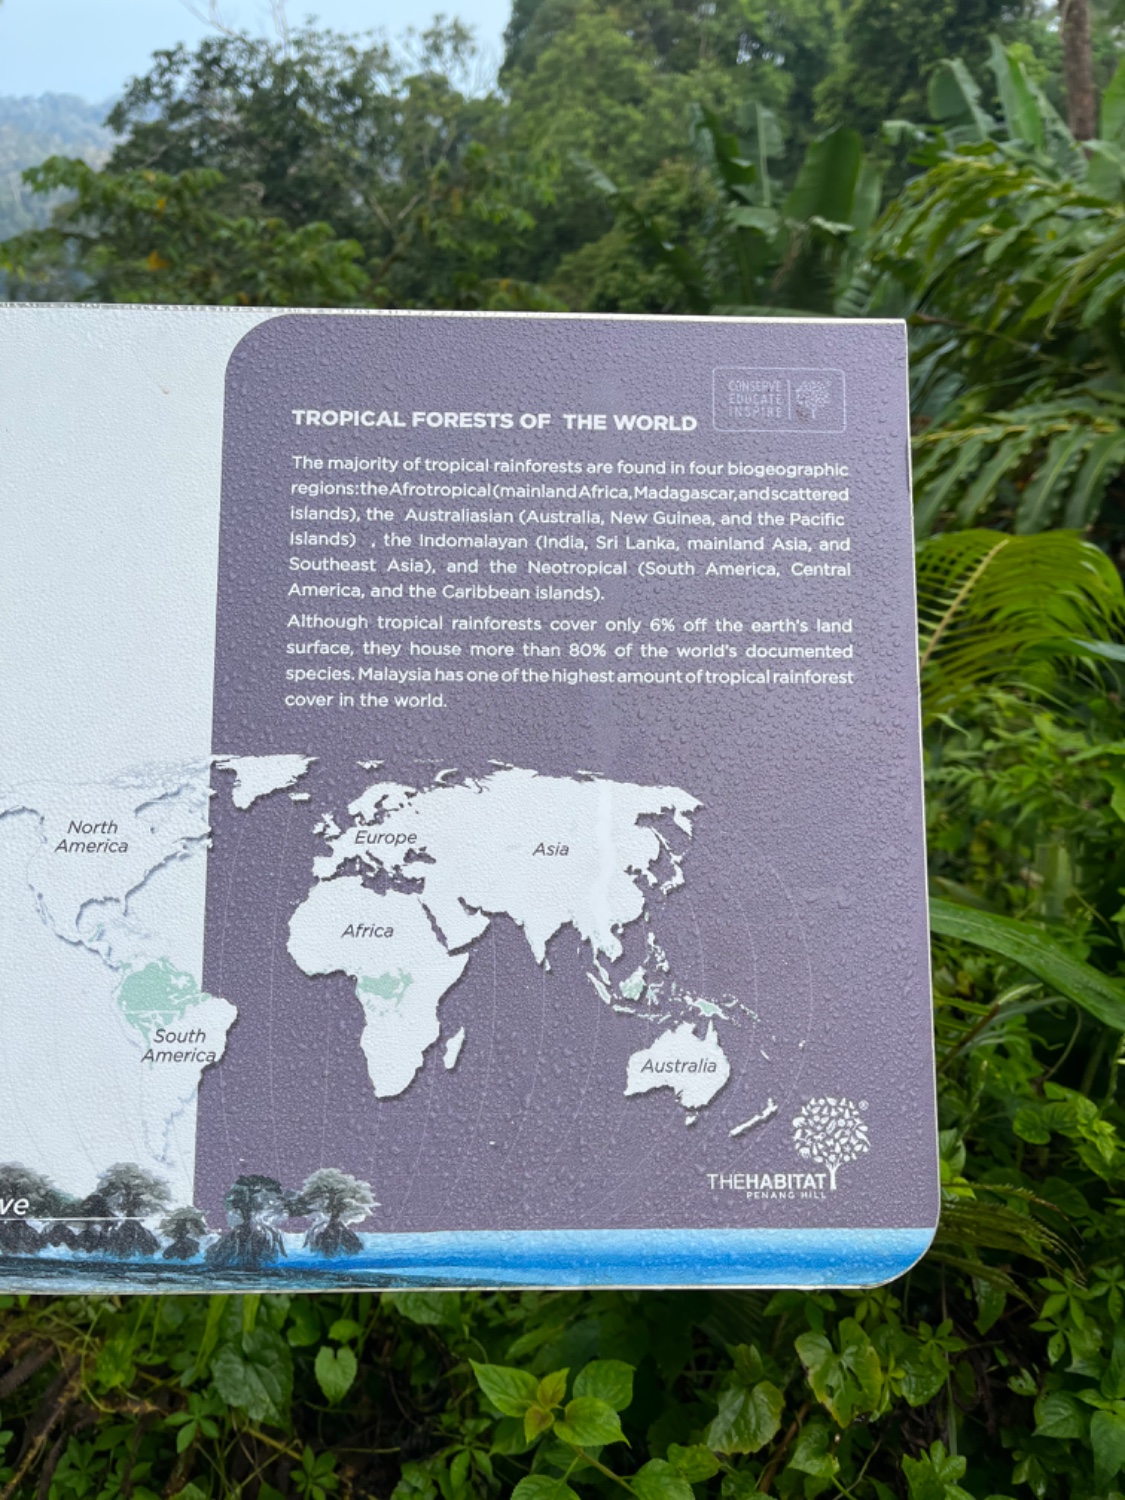 CONSERVE
EDUCATE
INSPIRE
TROPICAL FORESTS OF THE WORLD
The majority of tropical rainforests are found in four biogeographic
regions:the Afrotropical (mainland Africa, Madagascar, and scattered
islands), the Australiasian (Australia, New Guinea, and the Pacific
Islands) , the Indomalayan (India, Sri Lanka, mainland Asia, and
Southeast Asia), and the Neotropical (South America, Central
America, and the Caribbean islands).
Although tropical rainforests cover only 6% off the earth's land
surface, they house more than 80% of the world's documented
species. Malaysia has one of the highest amount of tropical rainforest
cover in the world.
North
America
Europe
Asia
Africa
South
America
Australia
THEHABITAT®
PENANG HILL
ve